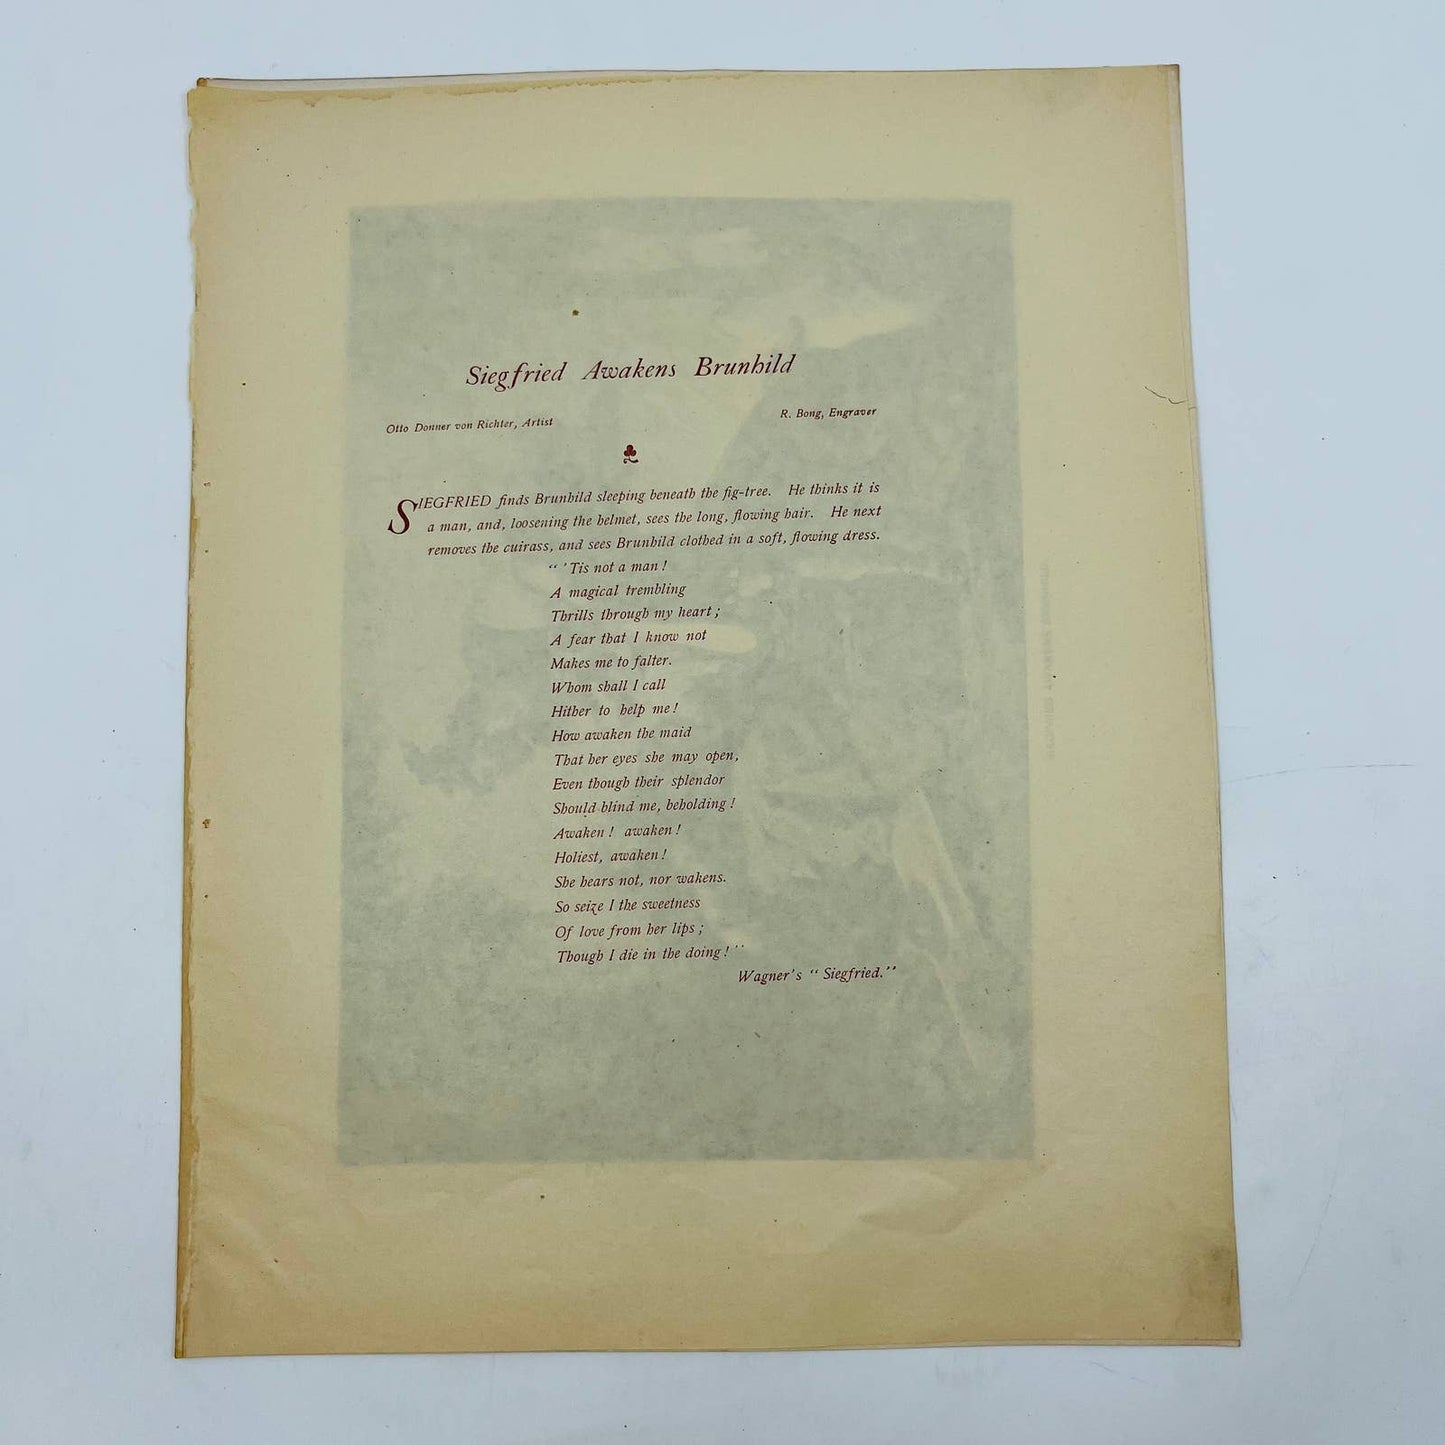 Siegfried Awakens Brunhild
Otto Donner von Richter, Artist
R. Bong, Engraver
SIEGFRIED finds Brunhild sleeping beneath the fig-tree. He thinks it is
a man, and, loosening the helmet, sees the long, flowing hair. He next
removes the cuirass, and sees Brunhild clothed in a soft, flowing dress.
“ ’Tis not a man !
A magical trembling
Thrills through my heart ;
A fear that I know not
Makes me to falter.
Whom shall I call
Hither to help me !
How awaken the maid
That her eyes she may open,
Even though their splendor
Should blind me, beholding !
Awaken ! awaken !
Holiest, awaken !
She hears not, nor wakens.
So seize I the sweetness
Of love from her lips ;
Though I die in the doing ! ”
Wagner’s “ Siegfried.”